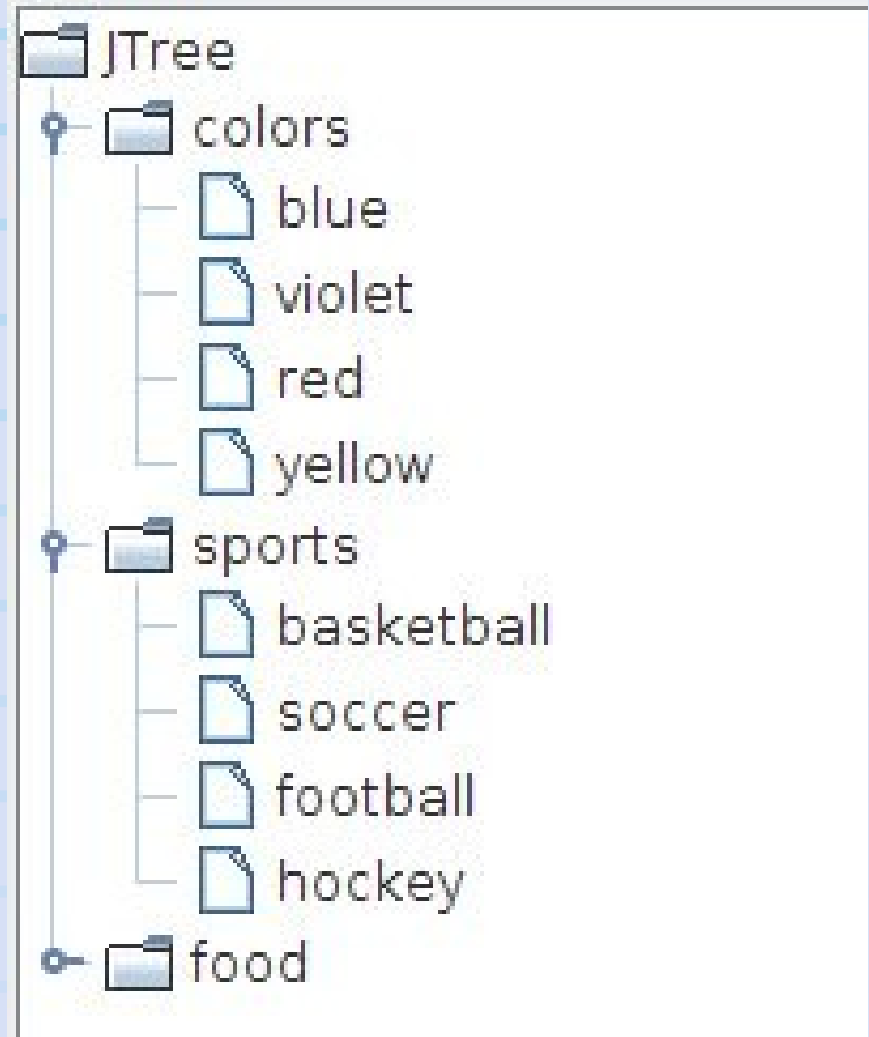 JTree
colors
blue
violet
red
yellow
sports
basketball
soccer
football
hockey
food